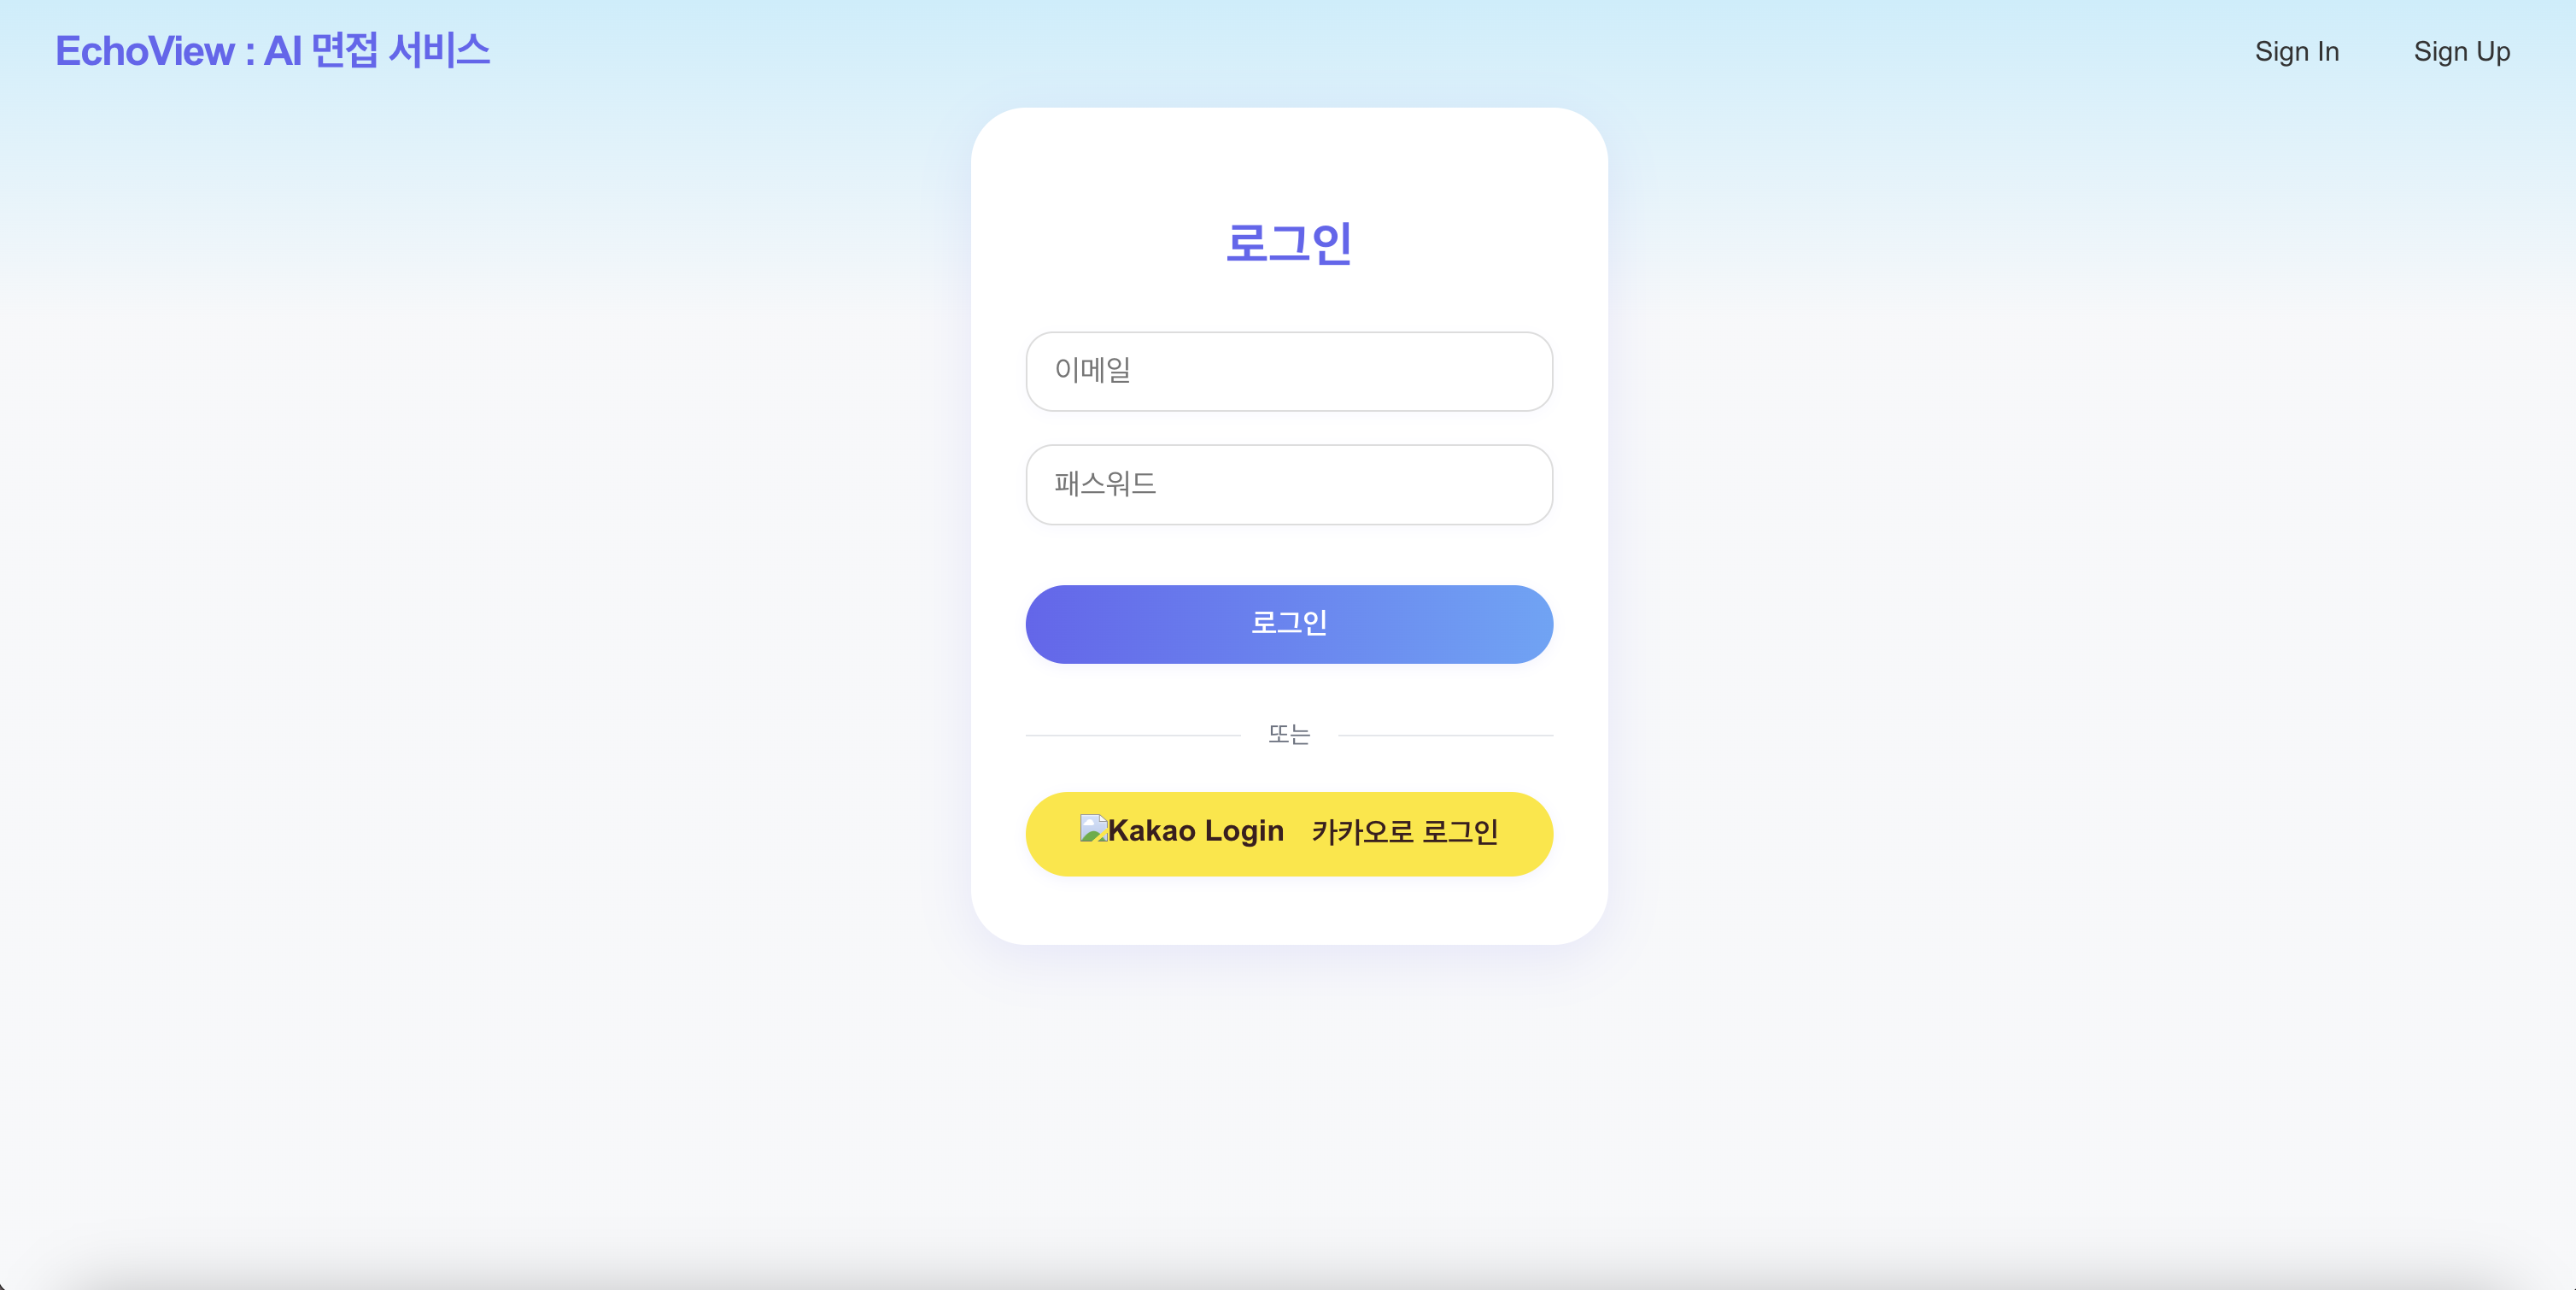 EchoView : AI 면접 서비스
Sign In
Sign Up
로그인
이메일
패스워드
로그인
또는
Kakao Login 카카오로 로그인